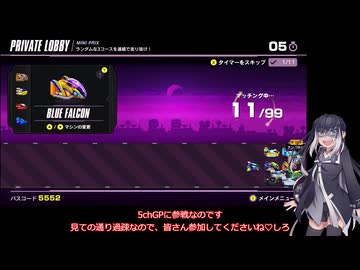 PRIVATE LOBBY
MINI PRIX
ランダムな3コースを連続で走り抜け！
05
タイマーをスキップ
1/11
BLUE FALCON
マシンの変更
マッチング中…
11/99
パスコード 5552
メインメニュー
5chGPに参戦なのです
見ての通り過疎なので、皆さん参加してくださいね♡しろ